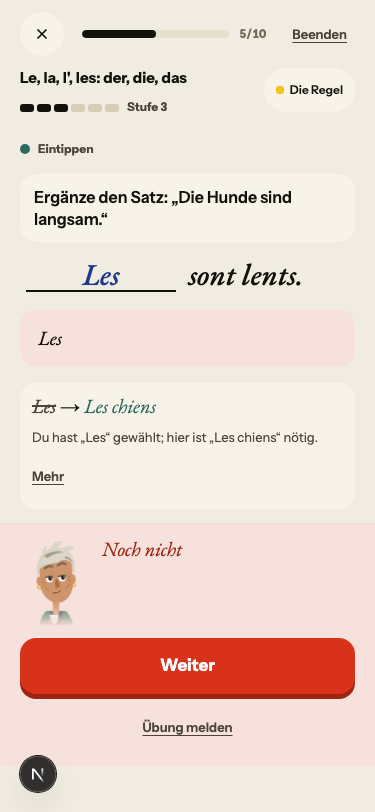 ✕ 5/10 Beenden
Le, la, l', les: der, die, das
Stufe 3 Die Regel
Eintippen
Ergänze den Satz: „Die Hunde sind
langsam.“
Les sont lents.
Les
Les → Les chiens
Du hast „Les“ gewählt; hier ist „Les chiens“ nötig.
Mehr
Noch nicht
Weiter
Übung melden
N